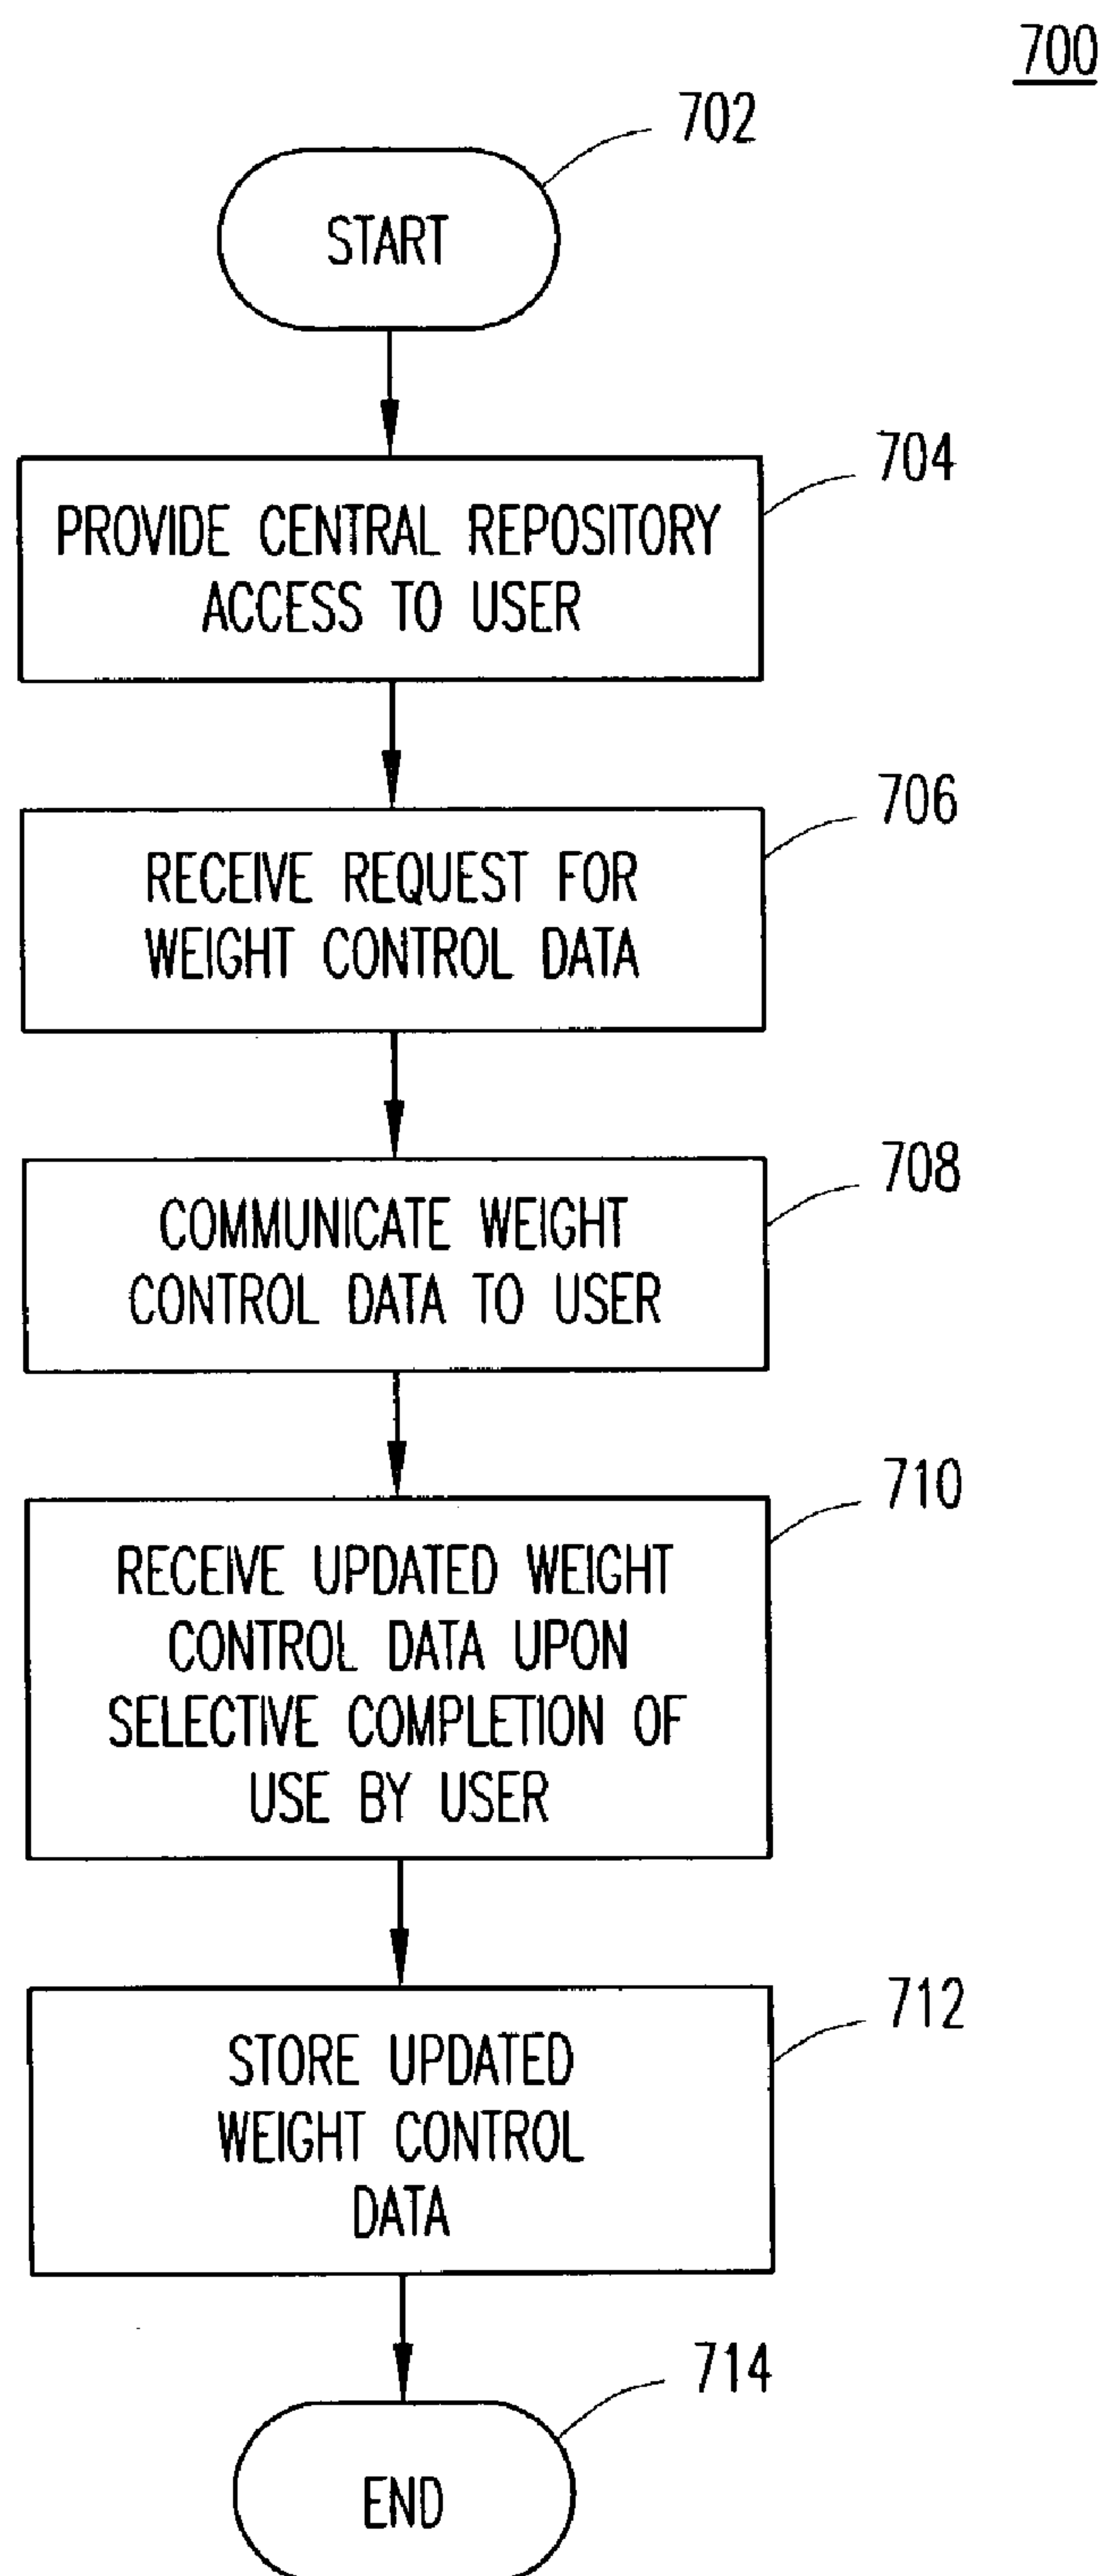 700
702
START
704
PROVIDE CENTRAL REPOSITORY
ACCESS TO USER
706
RECEIVE REQUEST FOR
WEIGHT CONTROL DATA
708
COMMUNICATE WEIGHT
CONTROL DATA TO USER
710
RECEIVE UPDATED WEIGHT
CONTROL DATA UPON
SELECTIVE COMPLETION OF
USE BY USER
712
STORE UPDATED
WEIGHT CONTROL
DATA
714
END